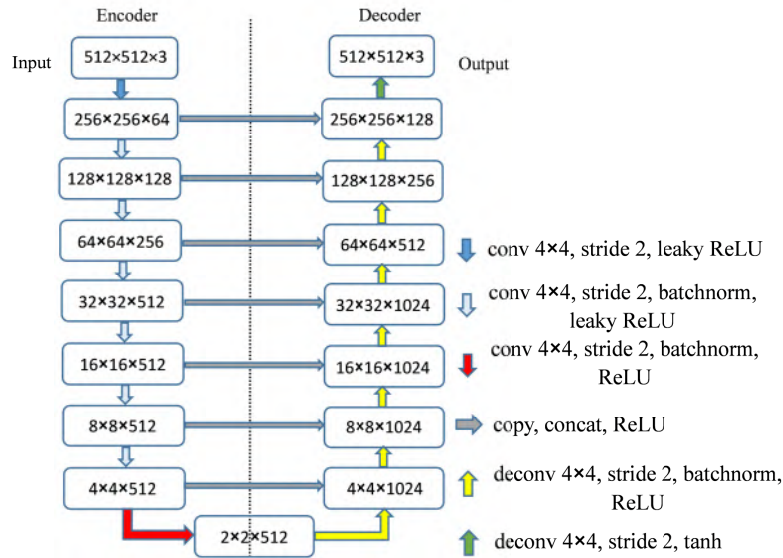 Encoder
Decoder
Input
512×512×3
512×512×3
Output
256×256×64
256×256×128
128×128×128
128×128×256
64×64×256
64×64×512
32×32×512
32×32×1024
16×16×512
16×16×1024
8×8×512
8×8×1024
4×4×512
4×4×1024
2×2×512
conv 4×4, stride 2, leaky ReLU
conv 4×4, stride 2, batchnorm,
leaky ReLU
conv 4×4, stride 2, batchnorm,
ReLU
copy, concat, ReLU
deconv 4×4, stride 2, batchnorm,
ReLU
deconv 4×4, stride 2, tanh